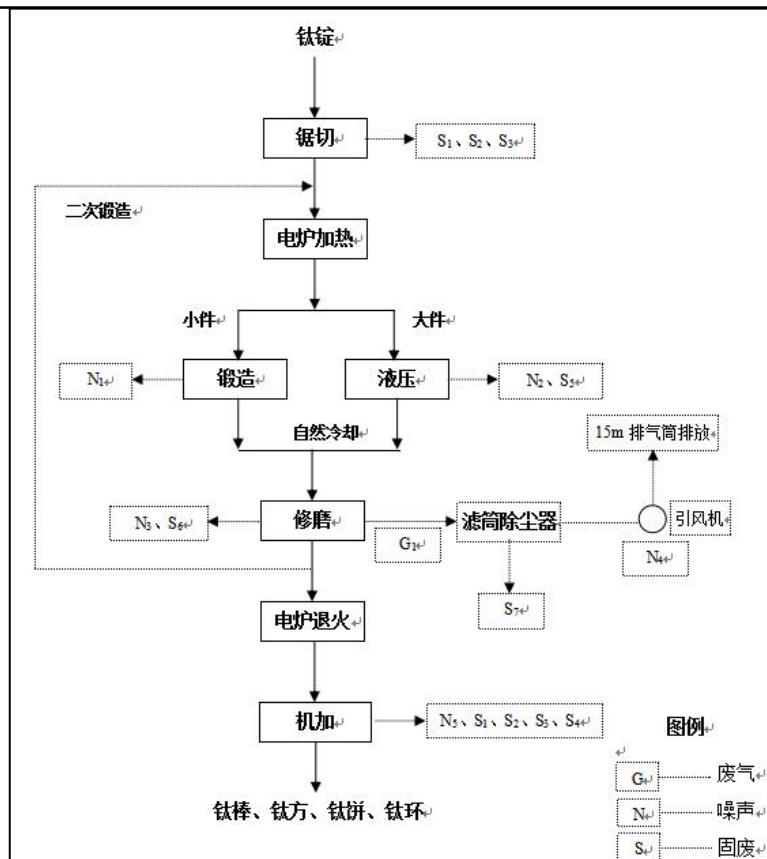 钛锭
锯切
S₁、S₂、S₃
二次锻造
电炉加热
小件
大件
N₁
锻造
液压
N₂、S₅
自然冷却
15m 排气筒排放
N₃、S₆
修磨
G₁
滤筒除尘器
引风机
N₄
S₇
电炉退火
机加
N₅、S₁、S₂、S₃、S₄
图例
G 废气
N 噪声
S 固废
钛棒、钛方、钛饼、钛环